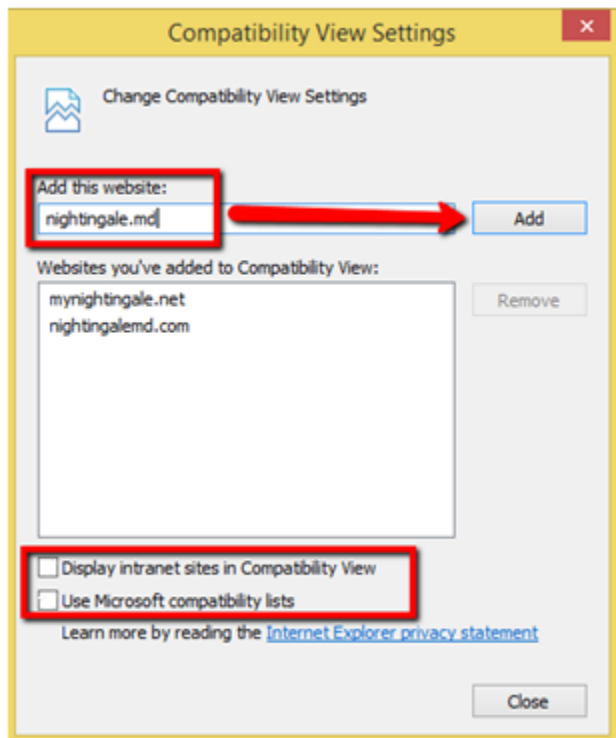 Compatibility View Settings
Change Compatibility View Settings
Add this website:
nightingale.md
Add
Websites you've added to Compatibility View:
mynightingale.net
nightingalemd.com
Remove
Display intranet sites in Compatibility View
Use Microsoft compatibility lists
Learn more by reading the Internet Explorer privacy statement
Close